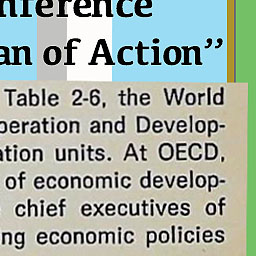 nference
an of Action”
Table 2-6, the World
peration and Develop-
ation units. At OECD,
of economic develop-
chief executives of
ng economic policies